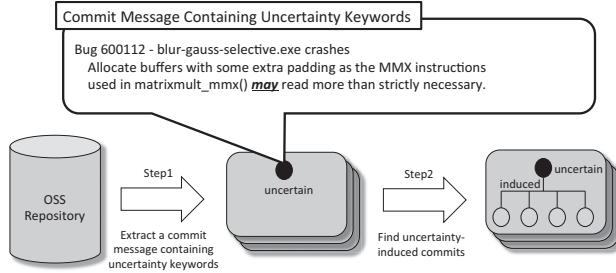 Commit Message Containing Uncertainty Keywords
Bug 600112 - blur-gauss-selective.exe crashes
Allocate buffers with some extra padding as the MMX instructions
used in matrixmult_mmx() may read more than strictly necessary.
OSS
Repository
Step1
Extract a commit
message containing
uncertainty keywords
uncertain
Step2
Find uncertainty-
induced commits
uncertain
induced